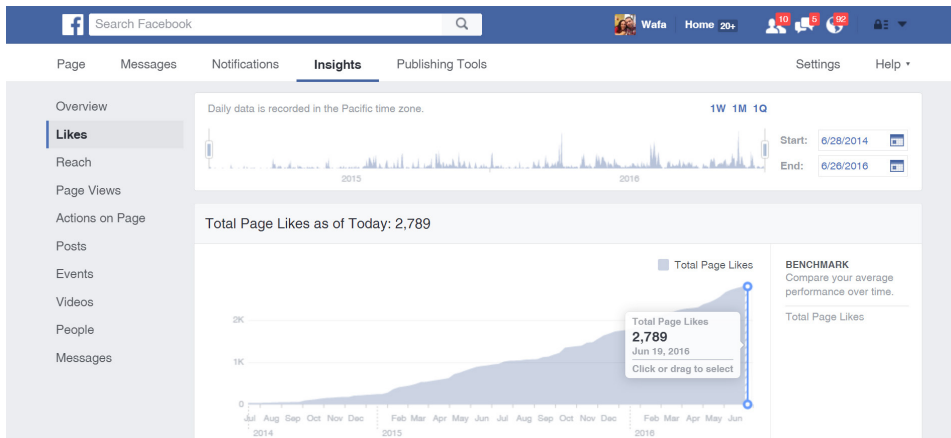 f Search Facebook Wafa Home 20+ 10 5 92
Page Messages Notifications Insights Publishing Tools Settings Help
Overview
Likes
Reach
Page Views
Actions on Page
Posts
Events
Videos
People
Messages
Daily data is recorded in the Pacific time zone. 1W 1M 1Q
Start: 6/28/2014
End: 6/26/2016
2015 2016
Total Page Likes as of Today: 2,789
Total Page Likes
BENCHMARK
Compare your average
performance over time.
Total Page Likes
2K
1K
0
Total Page Likes
2,789
Jun 19, 2016
Click or drag to select
Jul Aug Sep Oct Nov Dec Feb Mar Apr May Jun Jul Aug Sep Oct Nov Dec Feb Mar Apr May Jun
2014 2015 2016